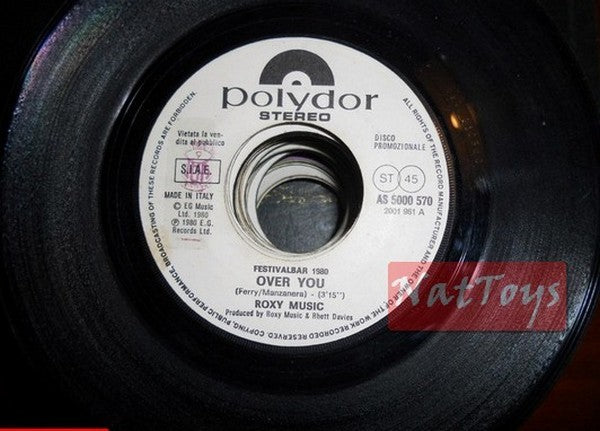 polydor
STEREO
Vietata la ven-
dita al pubblico
DISCO
PROMOZIONALE
S.I.A.E.
ST 45
MADE IN ITALY
AS 5000 570
2001 961 A
© EG Music
Ltd. 1980
℗ 1980 E.G.
Records Ltd.
FESTIVALBAR 1980
OVER YOU
(Ferry/Manzanera) - (3'15'')
ROXY MUSIC
Produced by Roxy Music & Rhett Davies
ALL RIGHTS OF THE RECORD MANUFACTURER AND THE OWNER OF THE WORK RECORDED RESERVED. COPYING, PUBLIC PERFORMANCE, BROADCASTING OF THESE RECORDS ARE FORBIDDEN.
NatToys